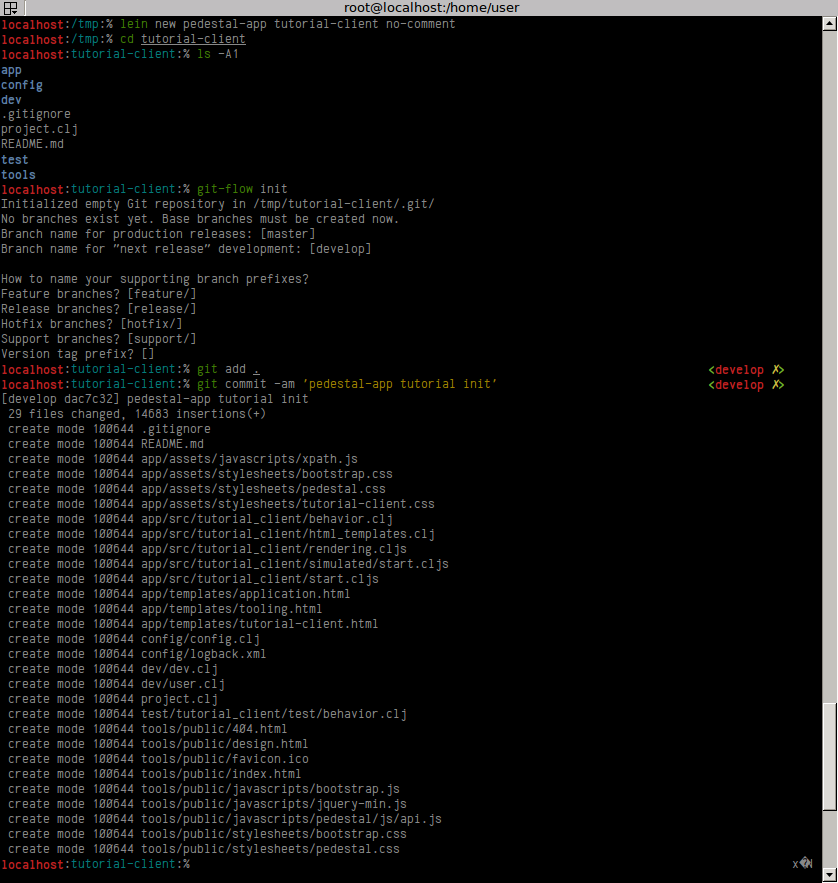 root@localhost:/home/user
localhost:/tmp:% lein new pedestal-app tutorial-client no-comment
localhost:/tmp:% cd tutorial-client
localhost:tutorial-client:% ls -A1
app
config
dev
.gitignore
project.clj
README.md
test
tools
localhost:tutorial-client:% git-flow init
Initialized empty Git repository in /tmp/tutorial-client/.git/
No branches exist yet. Base branches must be created now.
Branch name for production releases: [master]
Branch name for "next release" development: [develop]
How to name your supporting branch prefixes?
Feature branches? [feature/]
Release branches? [release/]
Hotfix branches? [hotfix/]
Support branches? [support/]
Version tag prefix? []
localhost:tutorial-client:% git add . <develop ✗>
localhost:tutorial-client:% git commit -am 'pedestal-app tutorial init' <develop ✗>
[develop dac7c32] pedestal-app tutorial init
29 files changed, 14683 insertions(+)
create mode 100644 .gitignore
create mode 100644 README.md
create mode 100644 app/assets/javascripts/xpath.js
create mode 100644 app/assets/stylesheets/bootstrap.css
create mode 100644 app/assets/stylesheets/pedestal.css
create mode 100644 app/assets/stylesheets/tutorial-client.css
create mode 100644 app/src/tutorial_client/behavior.clj
create mode 100644 app/src/tutorial_client/html_templates.clj
create mode 100644 app/src/tutorial_client/rendering.cljs
create mode 100644 app/src/tutorial_client/simulated/start.cljs
create mode 100644 app/src/tutorial_client/start.cljs
create mode 100644 app/templates/application.html
create mode 100644 app/templates/tooling.html
create mode 100644 app/templates/tutorial-client.html
create mode 100644 config/config.clj
create mode 100644 config/logback.xml
create mode 100644 dev/dev.clj
create mode 100644 dev/user.clj
create mode 100644 project.clj
create mode 100644 test/tutorial_client/test/behavior.clj
create mode 100644 tools/public/404.html
create mode 100644 tools/public/design.html
create mode 100644 tools/public/favicon.ico
create mode 100644 tools/public/index.html
create mode 100644 tools/public/javascripts/bootstrap.js
create mode 100644 tools/public/javascripts/jquery-min.js
create mode 100644 tools/public/javascripts/pedestal/js/api.js
create mode 100644 tools/public/stylesheets/bootstrap.css
create mode 100644 tools/public/stylesheets/pedestal.css
localhost:tutorial-client:%